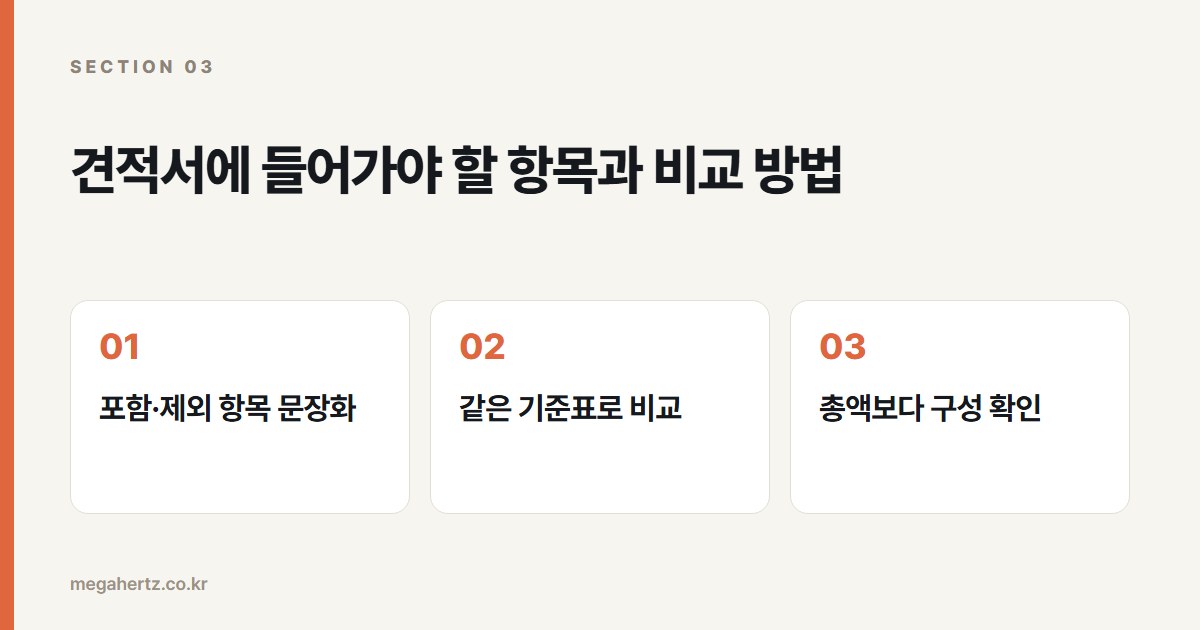 SECTION 03
견적서에 들어가야 할 항목과 비교 방법
01
포함·제외 항목 문장화
02
같은 기준표로 비교
03
총액보다 구성 확인
megahertz.co.kr